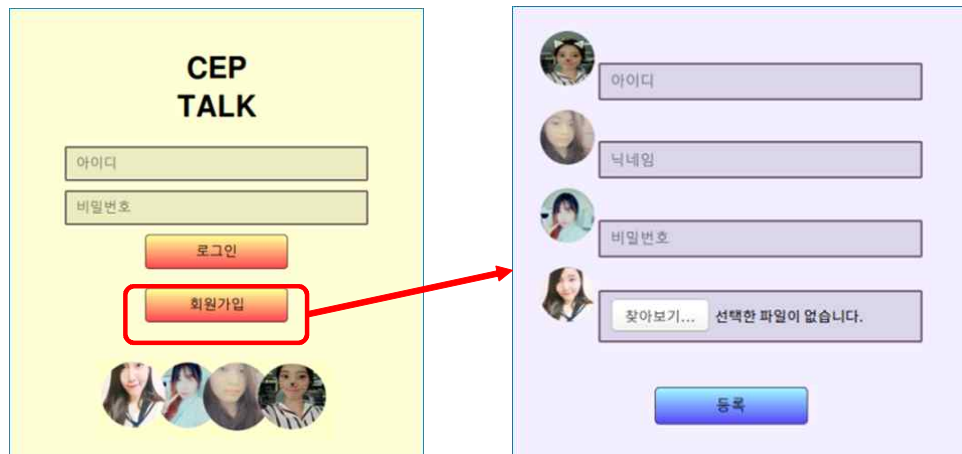 CEP
TALK
아이디
비밀번호
로그인
회원가입
아이디
닉네임
비밀번호
찾아보기... 선택한 파일이 없습니다.
등록